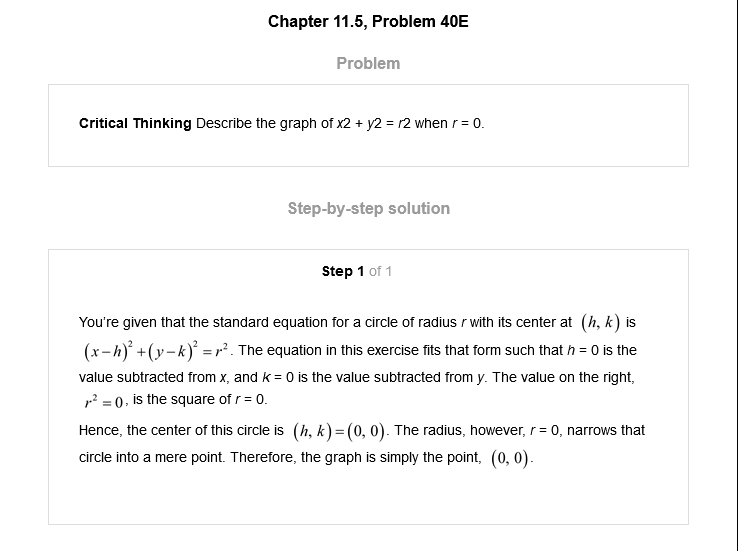 Chapter 11.5, Problem 40E
Problem
Critical Thinking Describe the graph of x2 + y2 = r2 when r = 0.
Step-by-step solution
Step 1 of 1
You're given that the standard equation for a circle of radius r with its center at (h, k) is
(x−h)² +(y−k)² = r². The equation in this exercise fits that form such that h = 0 is the
value subtracted from x, and k = 0 is the value subtracted from y. The value on the right,
r² = 0, is the square of r = 0.
Hence, the center of this circle is (h, k) = (0, 0). The radius, however, r = 0, narrows that
circle into a mere point. Therefore, the graph is simply the point, (0, 0).